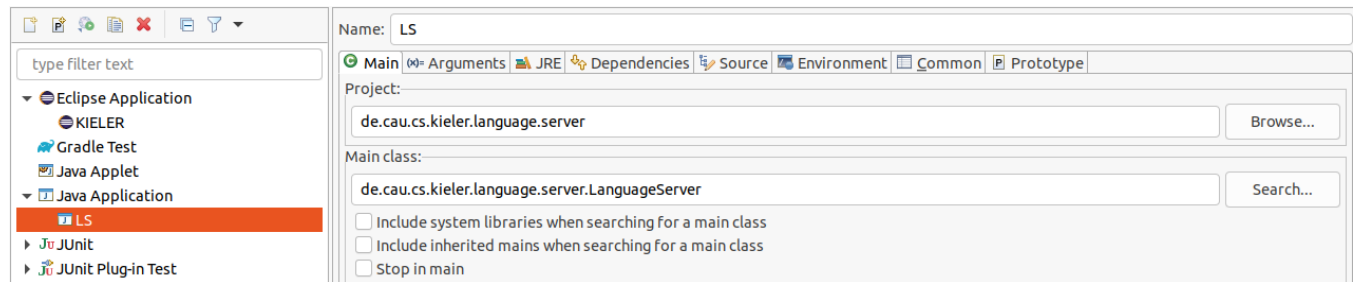 Name: LS
type filter text
Main (x)= Arguments JRE Dependencies Source Environment Common P Prototype
Project:
Eclipse Application
de.cau.cs.kieler.language.server Browse...
KIELER
Gradle Test
Main class:
Java Applet
de.cau.cs.kieler.language.server.LanguageServer Search...
Java Application
LS
Include system libraries when searching for a main class
JUnit
Include inherited mains when searching for a main class
JUnit Plug-in Test
Stop in main